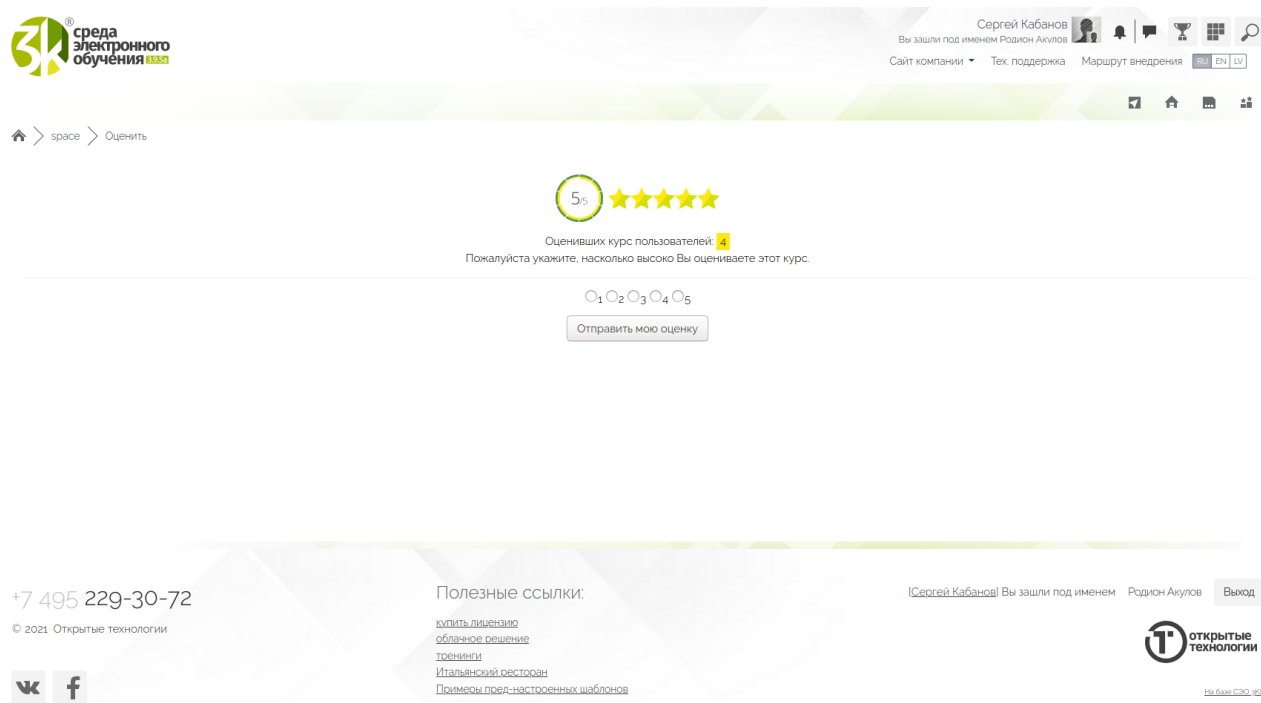 3k® среда
электронного
обучения 3.9.5a
Сергей Кабанов
Вы зашли под именем Родион Акулов
Сайт компании Тех. поддержка Маршрут внедрения RU EN LV
space Оценить
5/5
Оценивших курс пользователей: 4
Пожалуйста укажите, насколько высоко Вы оцениваете этот курс.
1 2 3 4 5
Отправить мою оценку
+7 495 229-30-72
© 2021 Открытые технологии
Полезные ссылки:
купить лицензию
облачное решение
тренинги
Итальянский ресторан
Примеры пред-настроенных шаблонов
[Сергей Кабанов] Вы зашли под именем Родион Акулов Выход
открытые
технологии
На базе СЭО 3KL